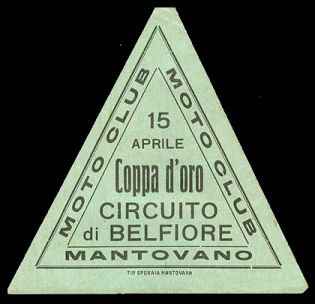 MOTO CLUB
MOTO CLUB
15
APRILE
Coppa d'oro
CIRCUITO
di BELFIORE
MANTOVANO
TIP OPERAIA MANTOVANA